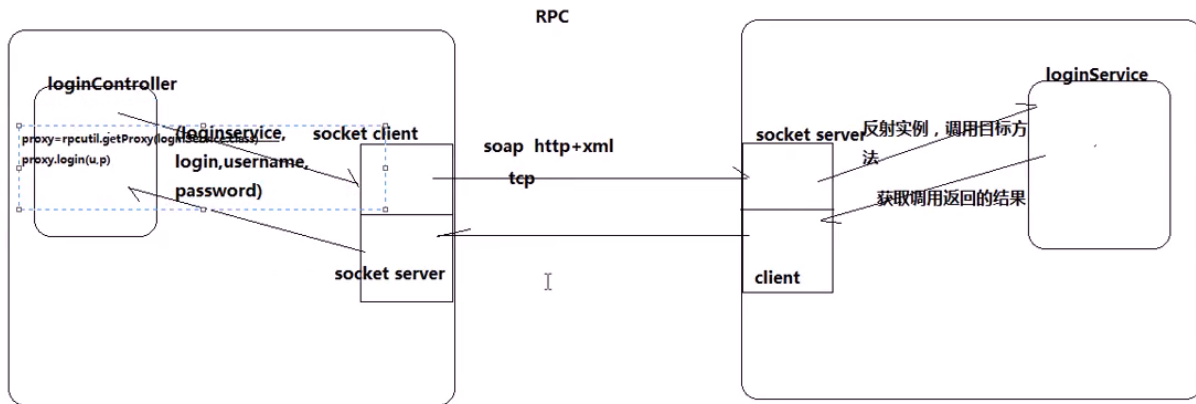 RPC
loginController
proxy=rpcutil.getProxy(loginService.class)
proxy.login(u,p)
(loginservice,
login,username,
password)
socket client
socket server
soap http+xml
tcp
socket server
client
反射实例，调用目标方
法
获取调用返回的结果
loginService